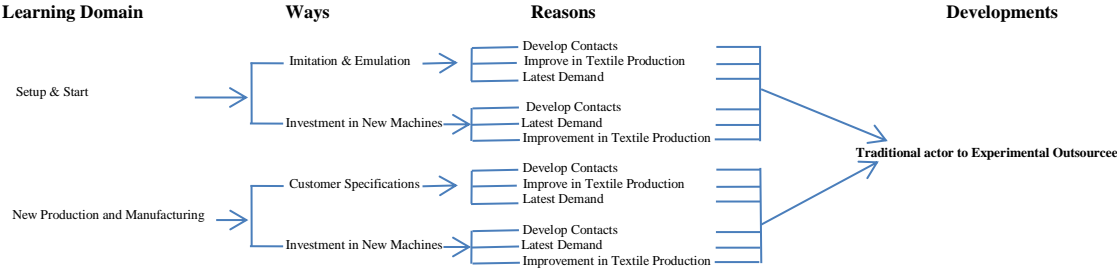 Learning Domain Ways Reasons Developments
Develop Contacts
Imitation & Emulation Improve in Textile Production
Latest Demand
Setup & Start
Develop Contacts
Investment in New Machines Latest Demand
Improvement in Textile Production
Traditional actor to Experimental Outsourcee
Develop Contacts
Customer Specifications Improve in Textile Production
Latest Demand
New Production and Manufacturing
Develop Contacts
Investment in New Machines Latest Demand
Improvement in Textile Production